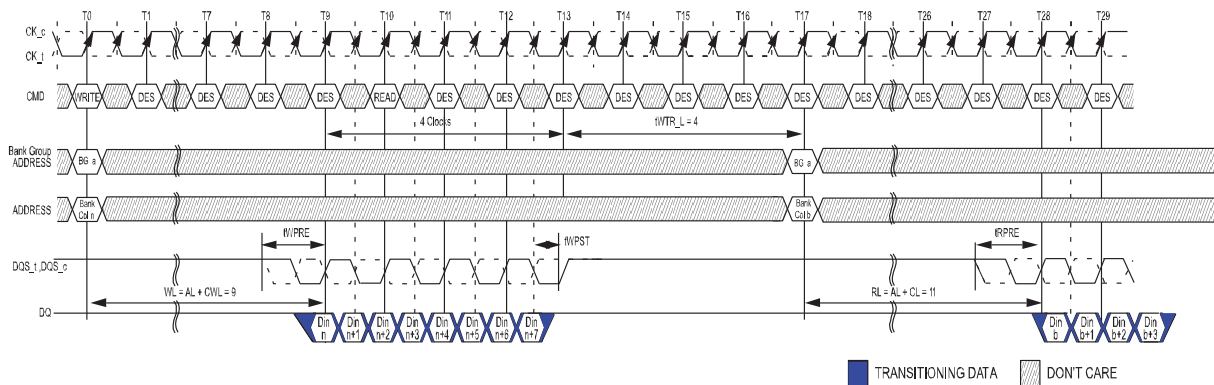 T0 T1 T7 T8 T9 T10 T11 T12 T13 T14 T15 T16 T17 T18 T26 T27 T28 T29
CK_c
CK_t
CMD WRITE DES DES DES DES READ DES DES DES DES DES DES DES DES DES DES DES DES
4 Clocks tWTR_L = 4
Bank Group
ADDRESS BG a BG a
ADDRESS Bank Col n Bank Col b
tWPRE tWPST tRPRE
DQS_t,DQS_c
WL = AL + CWL = 9 RL = AL + CL = 11
DQ Din n Din n+1 Din n+2 Din n+3 Din n+4 Din n+5 Din n+6 Din n+7 Din b Din b+1 Din b+2 Din b+3
TRANSITIONING DATA DON'T CARE